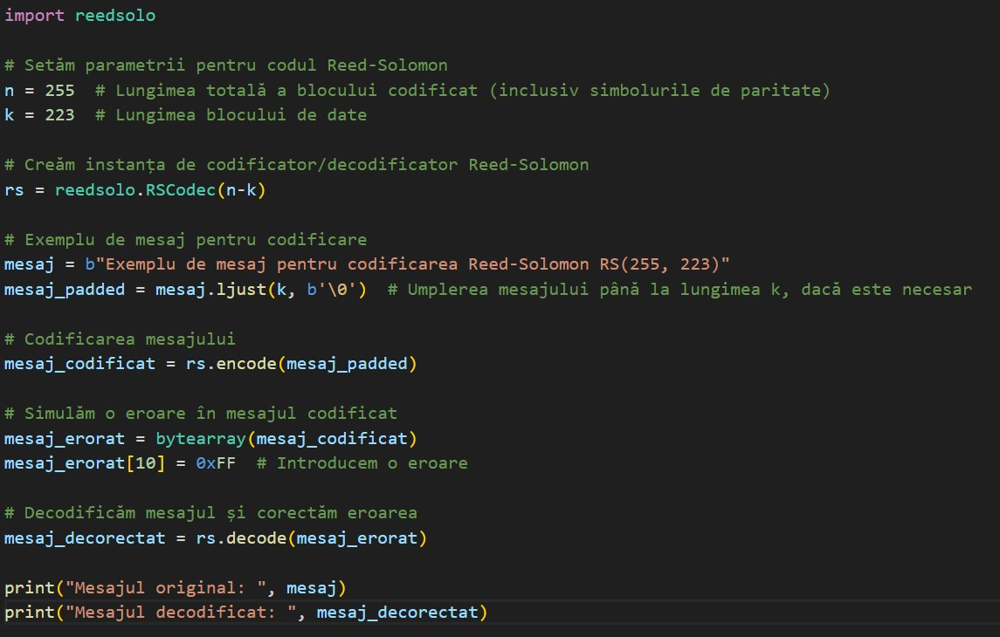 import reedsolo
# Setăm parametrii pentru codul Reed-Solomon
n = 255  # Lungimea totală a blocului codificat (inclusiv simbolurile de paritate)
k = 223  # Lungimea blocului de date
# Creăm instanța de codificator/decodificator Reed-Solomon
rs = reedsolo.RSCodec(n-k)
# Exemplu de mesaj pentru codificare
mesaj = b"Exemplu de mesaj pentru codificarea Reed-Solomon RS(255, 223)"
mesaj_padded = mesaj.ljust(k, b'\0')  # Umplerea mesajului până la lungimea k, dacă este necesar
# Codificarea mesajului
mesaj_codificat = rs.encode(mesaj_padded)
# Simulăm o eroare în mesajul codificat
mesaj_erorat = bytearray(mesaj_codificat)
mesaj_erorat[10] = 0xFF  # Introducem o eroare
# Decodificăm mesajul și corectăm eroarea
mesaj_decorectat = rs.decode(mesaj_erorat)
print("Mesajul original: ", mesaj)
print("Mesajul decodificat: ", mesaj_decorectat)